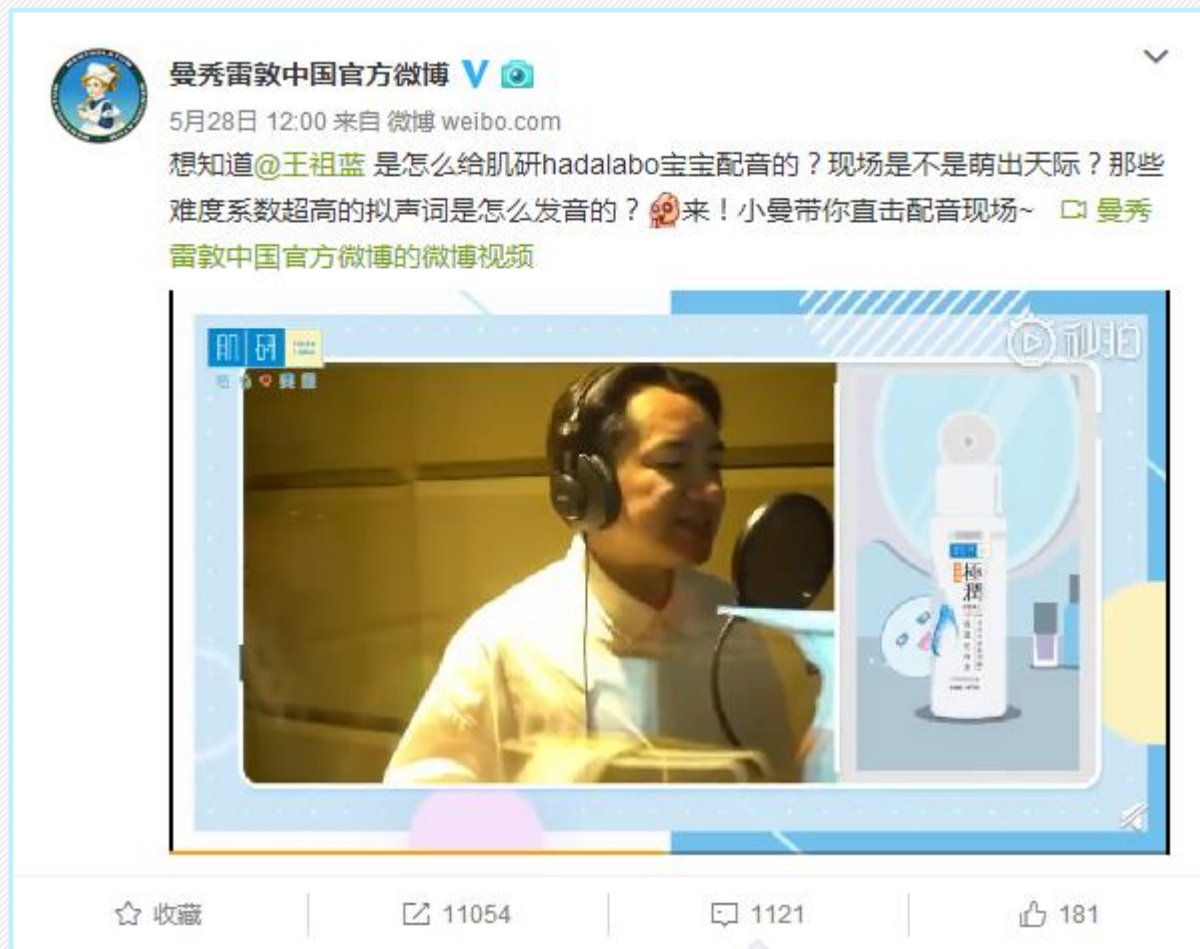 曼秀雷敦中国官方微博
5月28日 12:00 来自 微博 weibo.com
想知道@王祖蓝 是怎么给肌研hadalabo宝宝配音的？现场是不是萌出天际？那些
难度系数超高的拟声词是怎么发音的？来！小曼带你直击配音现场~ 曼秀
雷敦中国官方微博的微博视频
肌研
秒拍
肌研
極潤
收藏
11054
1121
181